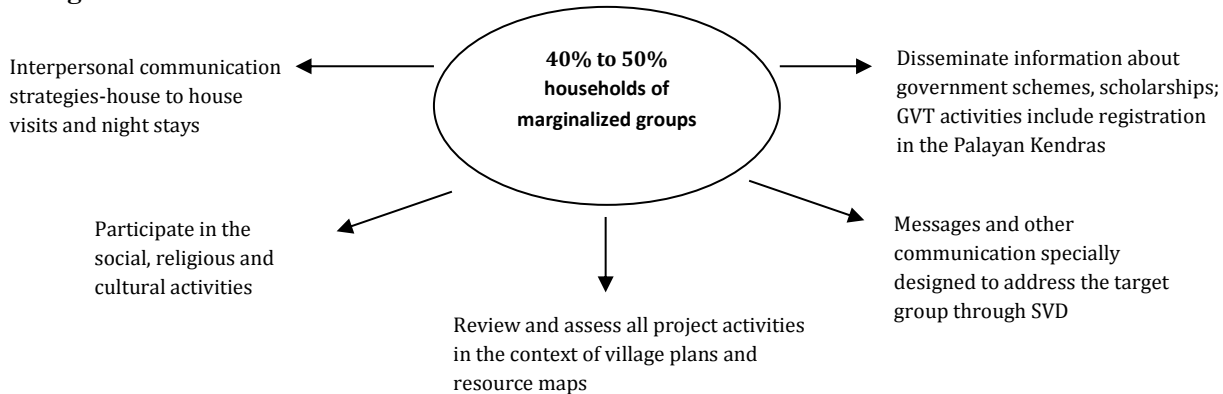 40% to 50%
households of
marginalized groups
Interpersonal communication
strategies-house to house
visits and night stays
Disseminate information about
government schemes, scholarships;
GVT activities include registration
in the Palayan Kendras
Participate in the
social, religious and
cultural activities
Messages and other
communication specially
designed to address the target
group through SVD
Review and assess all project activities
in the context of village plans and
resource maps